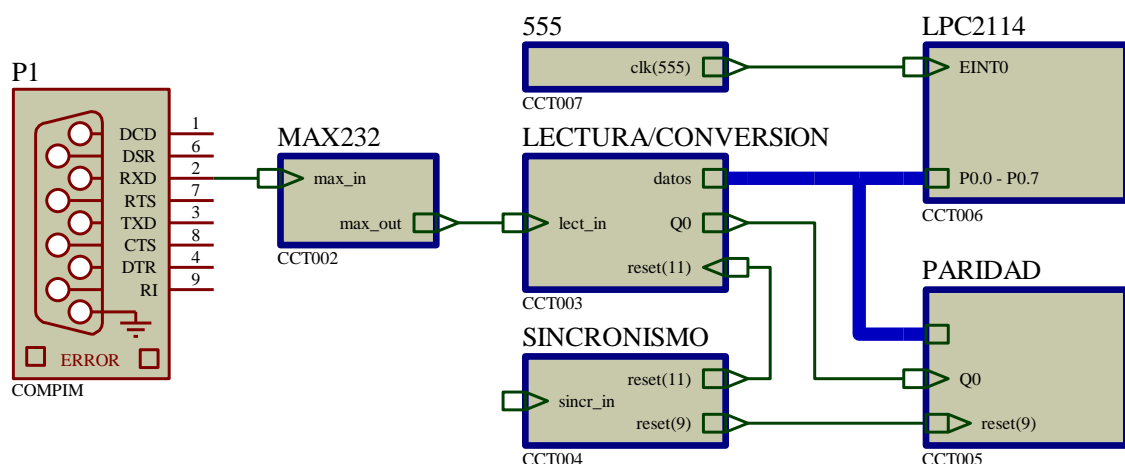 P1
DCD 1
DSR 6
RXD 2
RTS 7
TXD 3
CTS 8
DTR 4
RI 9
ERROR
COMPIM
MAX232
max_in
max_out
CCT002
555
clk(555)
CCT007
LECTURA/CONVERSION
datos
lect_in
Q0
reset(11)
CCT003
SINCRONISMO
reset(11)
sincr_in
reset(9)
CCT004
LPC2114
EINT0
P0.0 - P0.7
CCT006
PARIDAD
Q0
reset(9)
CCT005